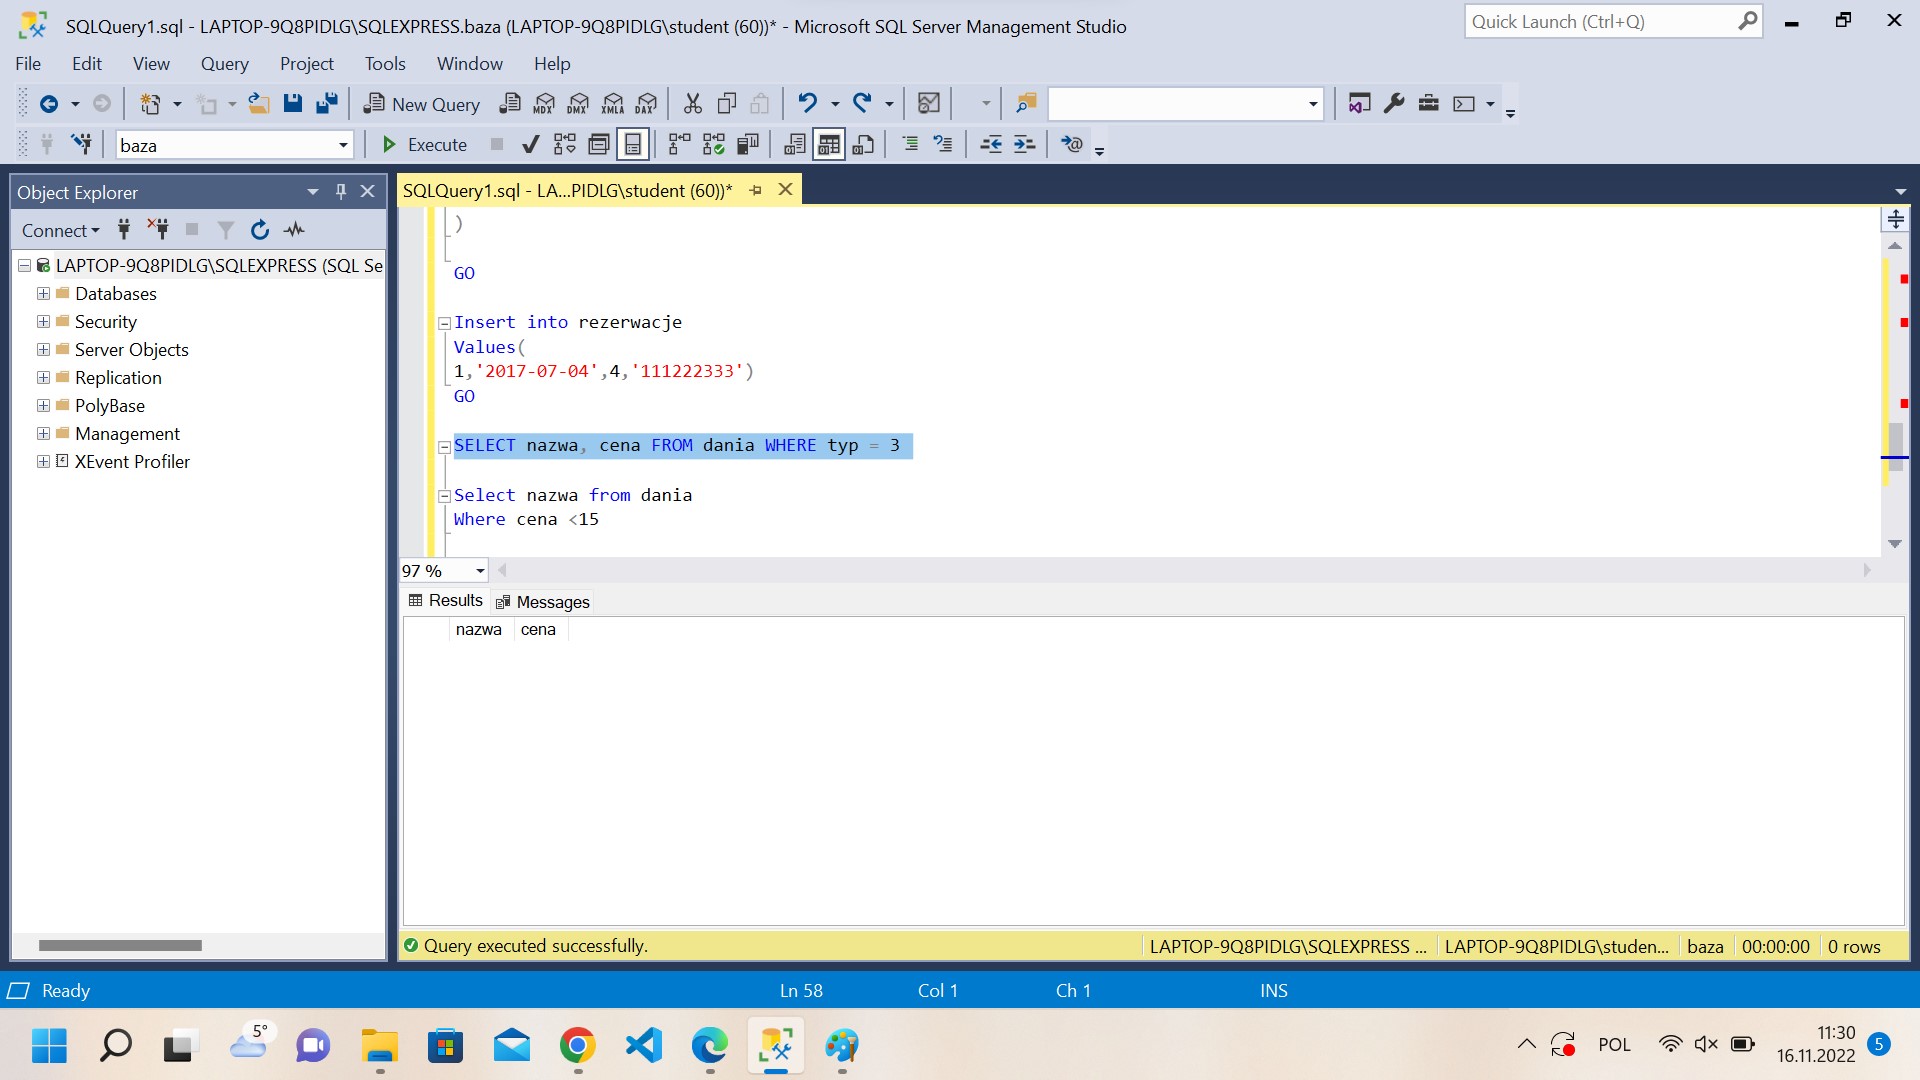 SQLQuery1.sql - LAPTOP-9Q8PIDLG\SQLEXPRESS.baza (LAPTOP-9Q8PIDLG\student (60))* - Microsoft SQL Server Management Studio
Quick Launch (Ctrl+Q)
File Edit View Query Project Tools Window Help
New Query MDX DMX XMLA DAX
baza Execute
Object Explorer
SQLQuery1.sql - LA...PIDLG\student (60))*
Connect
LAPTOP-9Q8PIDLG\SQLEXPRESS (SQL Se
Databases
Security
Server Objects
Replication
PolyBase
Management
XEvent Profiler
)
GO
Insert into rezerwacje
Values(
1,'2017-07-04',4,'111222333')
GO
SELECT nazwa, cena FROM dania WHERE typ = 3
Select nazwa from dania
Where cena <15
97 %
Results Messages
nazwa cena
Query executed successfully.
LAPTOP-9Q8PIDLG\SQLEXPRESS ... LAPTOP-9Q8PIDLG\studen... baza 00:00:00 0 rows
Ready Ln 58 Col 1 Ch 1 INS
5°
POL
11:30
16.11.2022
5